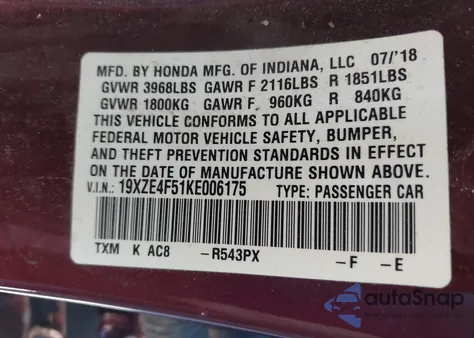 MFD. BY HONDA MFG. OF INDIANA, LLC 07/'18
GVWR 3968LBS GAWR F 2116LBS R 1851LBS
GVWR 1800KG GAWR F 960KG R 840KG
THIS VEHICLE CONFORMS TO ALL APPLICABLE
FEDERAL MOTOR VEHICLE SAFETY, BUMPER,
AND THEFT PREVENTION STANDARDS IN EFFECT
ON THE DATE OF MANUFACTURE SHOWN ABOVE.
V.I.N.: 19XZE4F51KE006175 TYPE: PASSENGER CAR
TXM K AC8 –R543PX –F –E
autoSnap